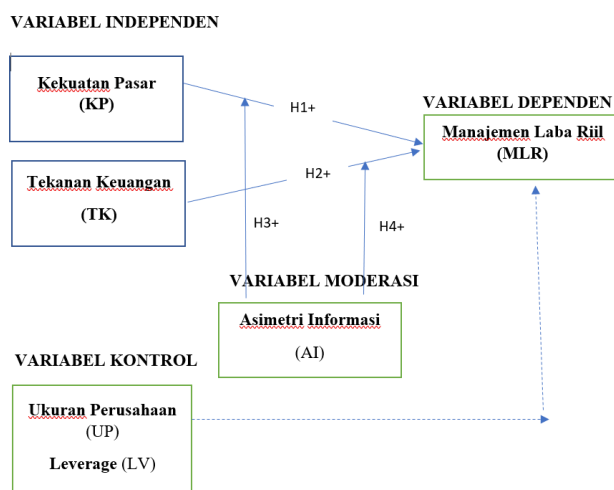 VARIABEL INDEPENDEN
Kekuatan Pasar
(KP)
H1+
VARIABEL DEPENDEN
Manajemen Laba Riil
(MLR)
Tekanan Keuangan
(TK)
H2+
H3+
H4+
VARIABEL MODERASI
Asimetri Informasi
(AI)
VARIABEL KONTROL
Ukuran Perusahaan
(UP)
Leverage (LV)